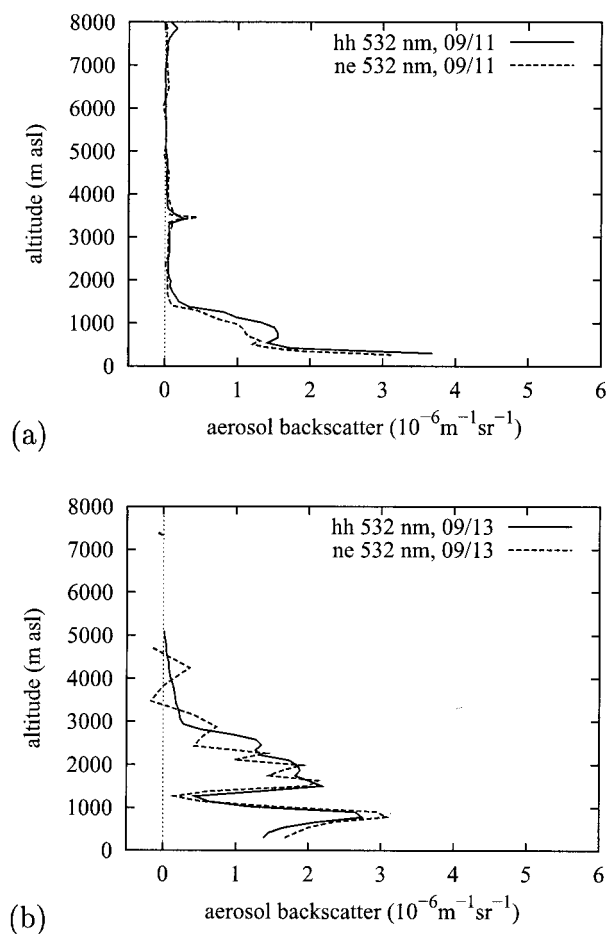 8000
7000
6000
5000
4000
3000
2000
1000
0
altitude (m asl)
hh 532 nm, 09/11
ne 532 nm, 09/11
0 1 2 3 4 5 6
aerosol backscatter (10⁻⁶m⁻¹sr⁻¹)
(a)
8000
7000
6000
5000
4000
3000
2000
1000
0
altitude (m asl)
hh 532 nm, 09/13
ne 532 nm, 09/13
0 1 2 3 4 5 6
aerosol backscatter (10⁻⁶m⁻¹sr⁻¹)
(b)